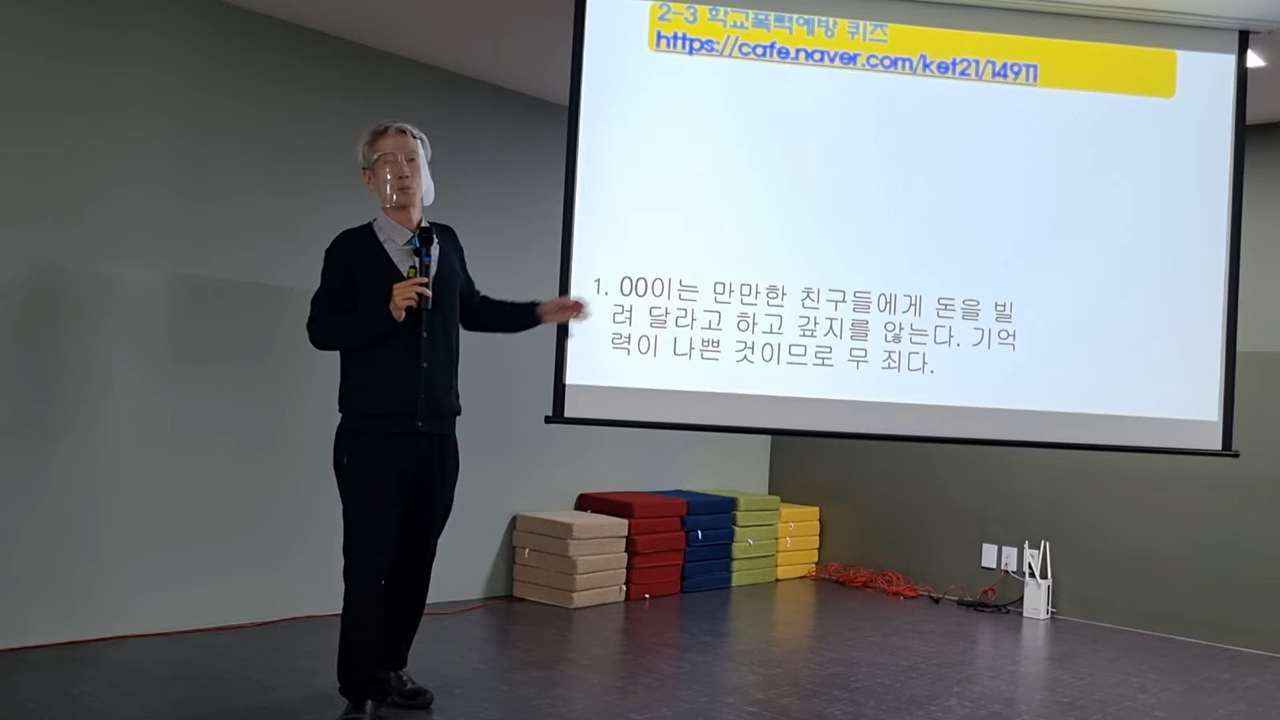 2-3 학교폭력예방 퀴즈
https://cafe.naver.com/ket21/14911
1. 00이는 만만한 친구들에게 돈을 빌
려 달라고 하고 갚지를 않는다. 기억
력이 나쁜 것이므로 무 죄다.